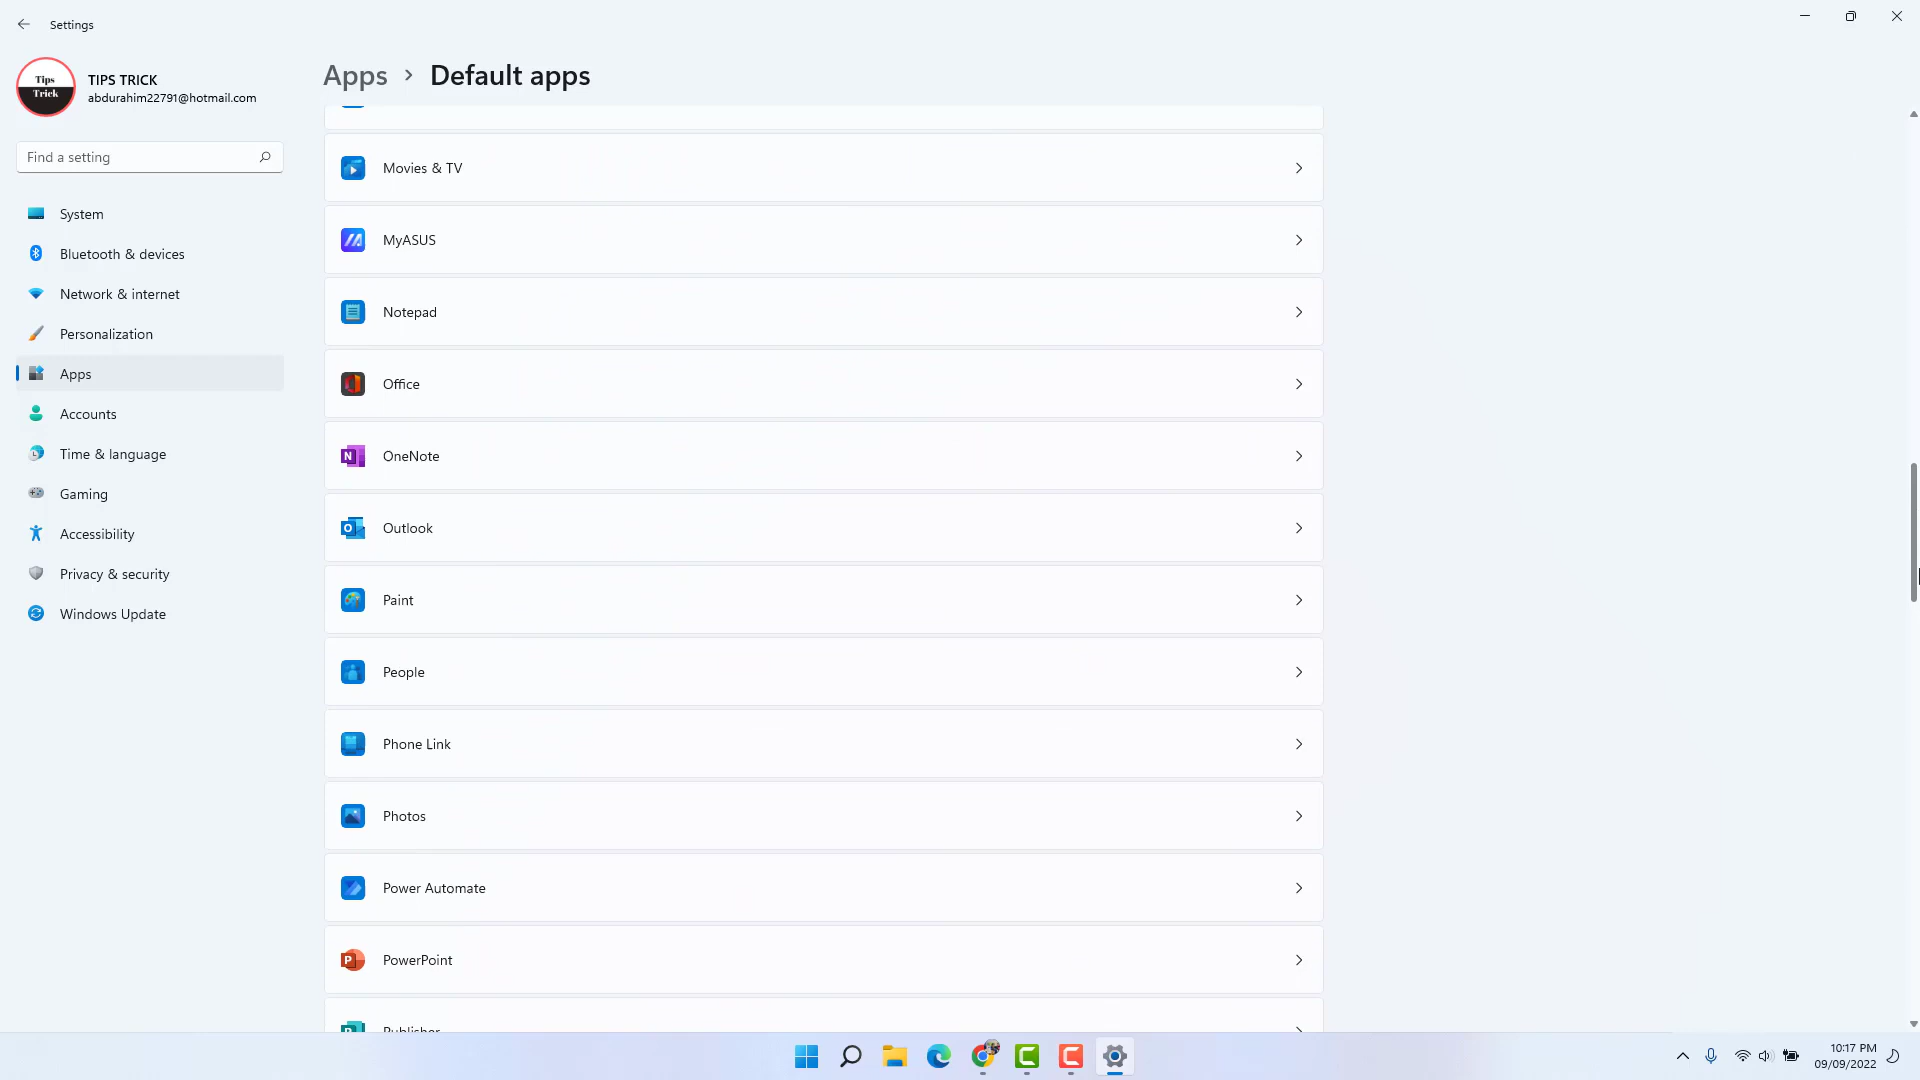 Settings
Tips
Trick
TIPS TRICK
abdurahim22791@hotmail.com
Find a setting
System
Bluetooth & devices
Network & internet
Personalization
Apps
Accounts
Time & language
Gaming
Accessibility
Privacy & security
Windows Update
Apps > Default apps
Movies & TV
MyASUS
Notepad
Office
OneNote
Outlook
Paint
People
Phone Link
Photos
Power Automate
PowerPoint
Publisher
10:17 PM
09/09/2022